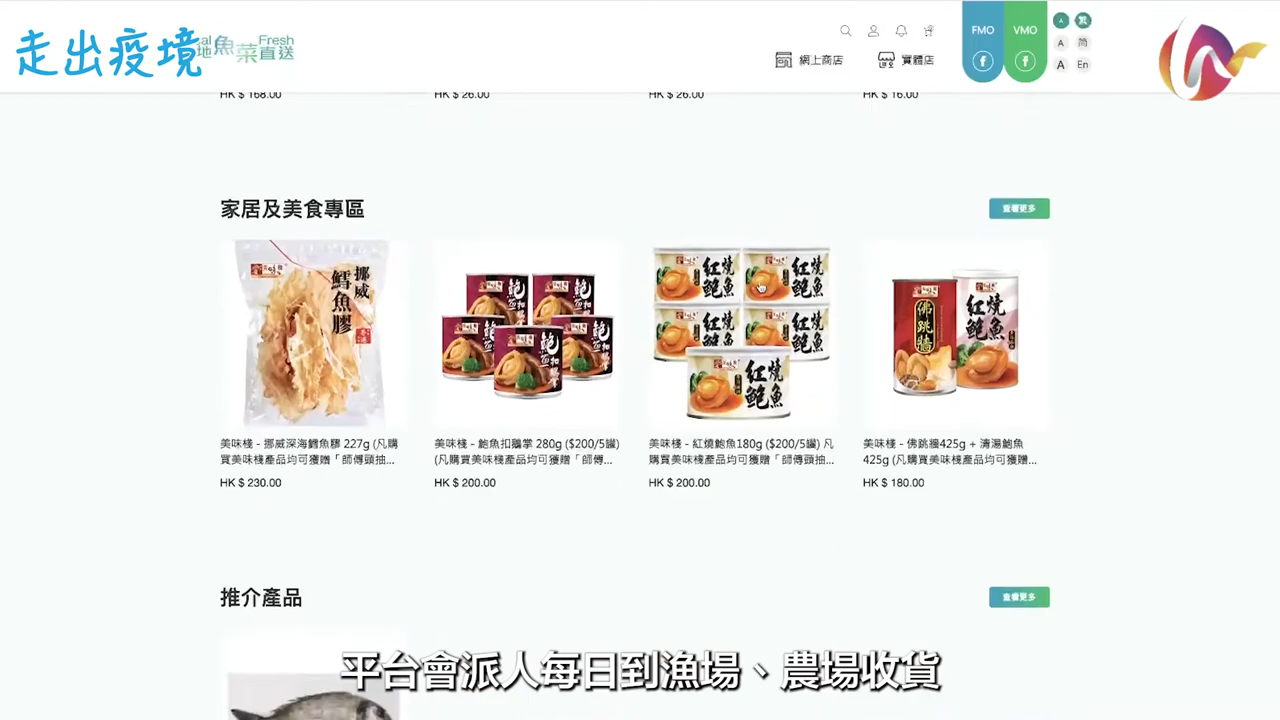 走出疫境
al Fresh
地魚菜直送
網上商店
實體店
FMO
VMO
A 繁
A 简
A En
HK $ 168.00
HK $ 26.00
HK $ 26.00
HK $ 16.00
家居及美食專區
查看更多
挪威
鱈魚膠
鮑魚扣鵝掌
紅燒鮑魚
佛跳牆
紅燒鮑魚
美味棧 - 挪威深海鱈魚膠 227g (凡購
買美味棧產品均可獲贈「師傅頭抽...
HK $ 230.00
美味棧 - 鮑魚扣鵝掌 280g ($200/5罐)
(凡購買美味棧產品均可獲贈「師傅...
HK $ 200.00
美味棧 - 紅燒鮑魚180g ($200/5罐) 凡
購買美味棧產品均可獲贈「師傅頭抽...
HK $ 200.00
美味棧 - 佛跳牆425g + 清湯鮑魚
425g (凡購買美味棧產品均可獲贈...
HK $ 180.00
推介產品
查看更多
平台會派人每日到漁場、農場收貨